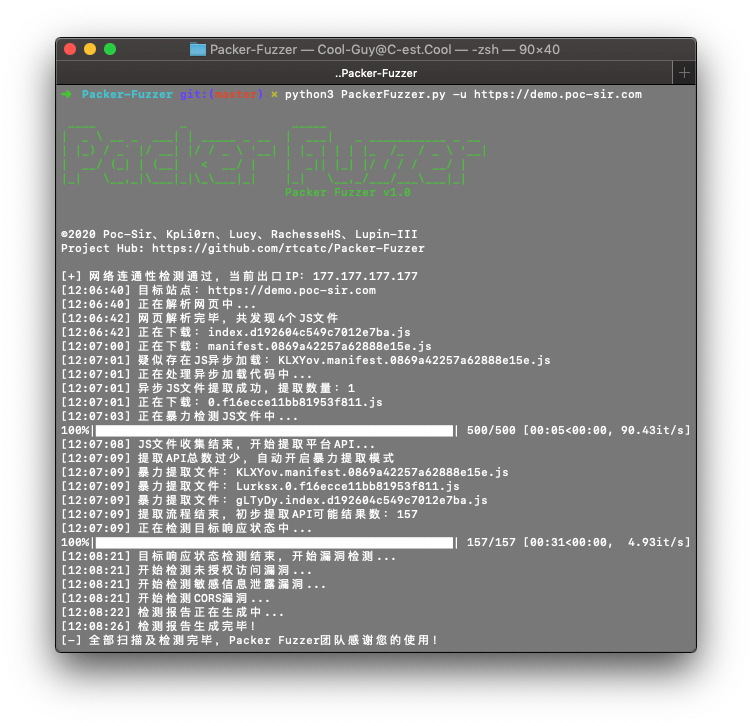 Packer-Fuzzer — Cool-Guy@C-est.Cool — -zsh — 90×40
..Packer-Fuzzer
➜ Packer-Fuzzer git:(master) × python3 PackerFuzzer.py -u https://demo.poc-sir.com
Packer Fuzzer
Packer Fuzzer v1.0
©2020 Poc-Sir、KpLi0rn、Lucy、RachesseHS、Lupin-III
Project Hub: https://github.com/rtcatc/Packer-Fuzzer
[+] 网络连通性检测通过，当前出口IP：177.177.177.177
[12:06:40] 目标站点：https://demo.poc-sir.com
[12:06:40] 正在解析网页中...
[12:06:42] 网页解析完毕，共发现4个JS文件
[12:06:42] 正在下载：index.d192604c549c7012e7ba.js
[12:07:00] 正在下载：manifest.0869a42257a62888e15e.js
[12:07:01] 疑似存在JS异步加载：KLXYov.manifest.0869a42257a62888e15e.js
[12:07:01] 正在处理异步加载代码中...
[12:07:01] 异步JS文件提取成功，提取数量：1
[12:07:01] 正在下载：0.f16ecce11bb81953f811.js
[12:07:03] 正在暴力检测JS文件中...
100%| | 500/500 [00:05<00:00, 90.43it/s]
[12:07:08] JS文件收集结束，开始提取平台API...
[12:07:09] 提取API总数过少，自动开启暴力提取模式
[12:07:09] 暴力提取文件：KLXYov.manifest.0869a42257a62888e15e.js
[12:07:09] 暴力提取文件：Lurksx.0.f16ecce11bb81953f811.js
[12:07:09] 暴力提取文件：gLTyDy.index.d192604c549c7012e7ba.js
[12:07:09] 提取流程结束，初步提取API可能结果数：157
[12:07:09] 正在检测目标响应状态中...
100%| | 157/157 [00:31<00:00, 4.93it/s]
[12:08:21] 目标响应状态检测结束，开始漏洞检测...
[12:08:21] 开始检测未授权访问漏洞...
[12:08:21] 开始检测敏感信息泄露漏洞...
[12:08:21] 开始检测CORS漏洞...
[12:08:22] 检测报告正在生成中...
[12:08:26] 检测报告生成完毕！
[-] 全部扫描及检测完毕，Packer Fuzzer团队感谢您的使用！